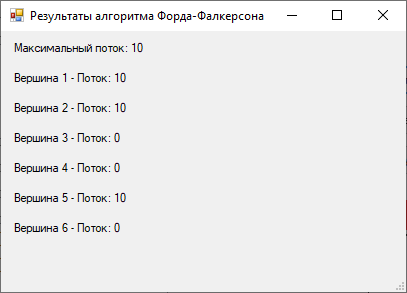 Результаты алгоритма Форда-Фалкерсона
Максимальный поток: 10
Вершина 1 - Поток: 10
Вершина 2 - Поток: 10
Вершина 3 - Поток: 0
Вершина 4 - Поток: 0
Вершина 5 - Поток: 10
Вершина 6 - Поток: 0